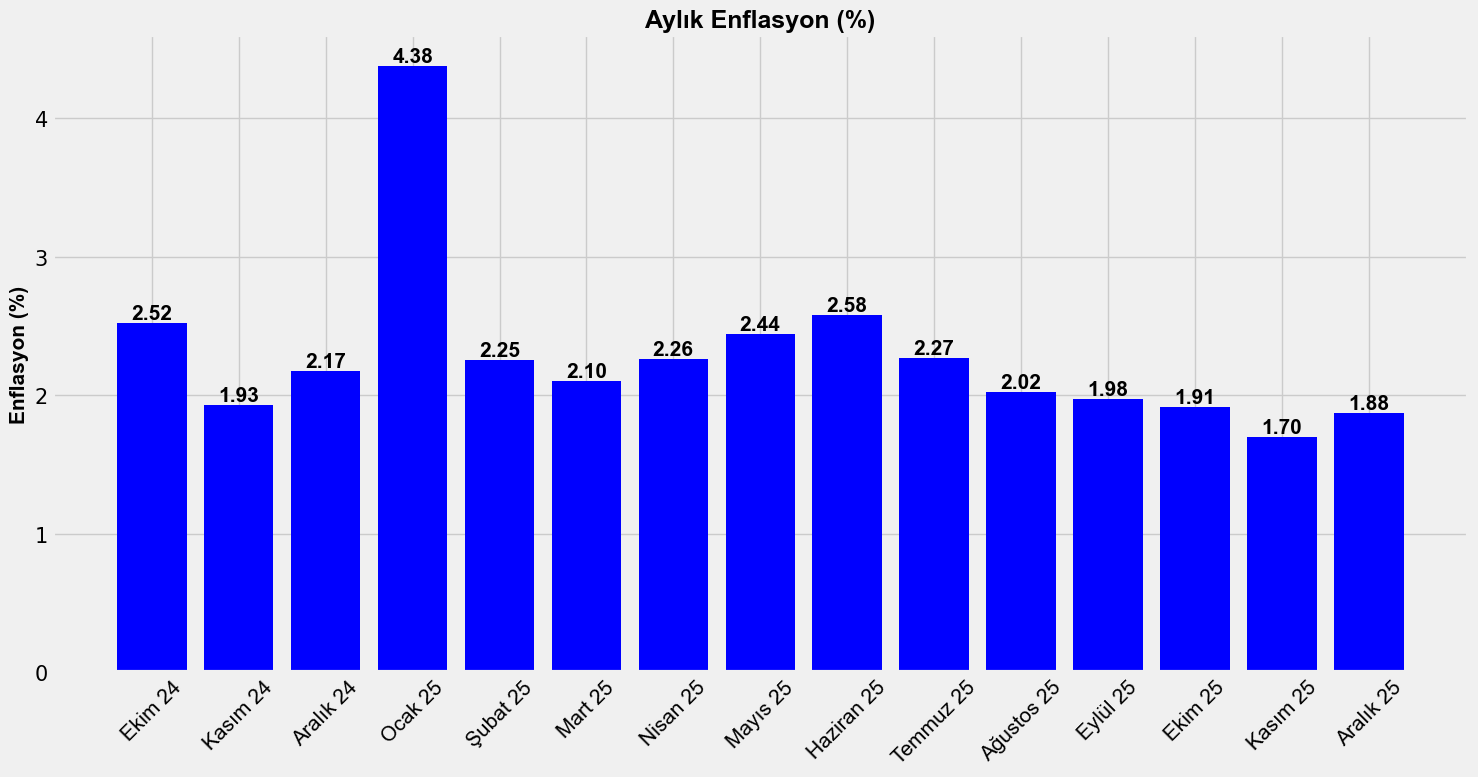 Aylık Enflasyon (%)
Enflasyon (%)
4
3
2
1
0
2.52
1.93
2.17
4.38
2.25
2.10
2.26
2.44
2.58
2.27
2.02
1.98
1.91
1.70
1.88
Ekim 24
Kasım 24
Aralık 24
Ocak 25
Şubat 25
Mart 25
Nisan 25
Mayıs 25
Haziran 25
Temmuz 25
Ağustos 25
Eylül 25
Ekim 25
Kasım 25
Aralık 25